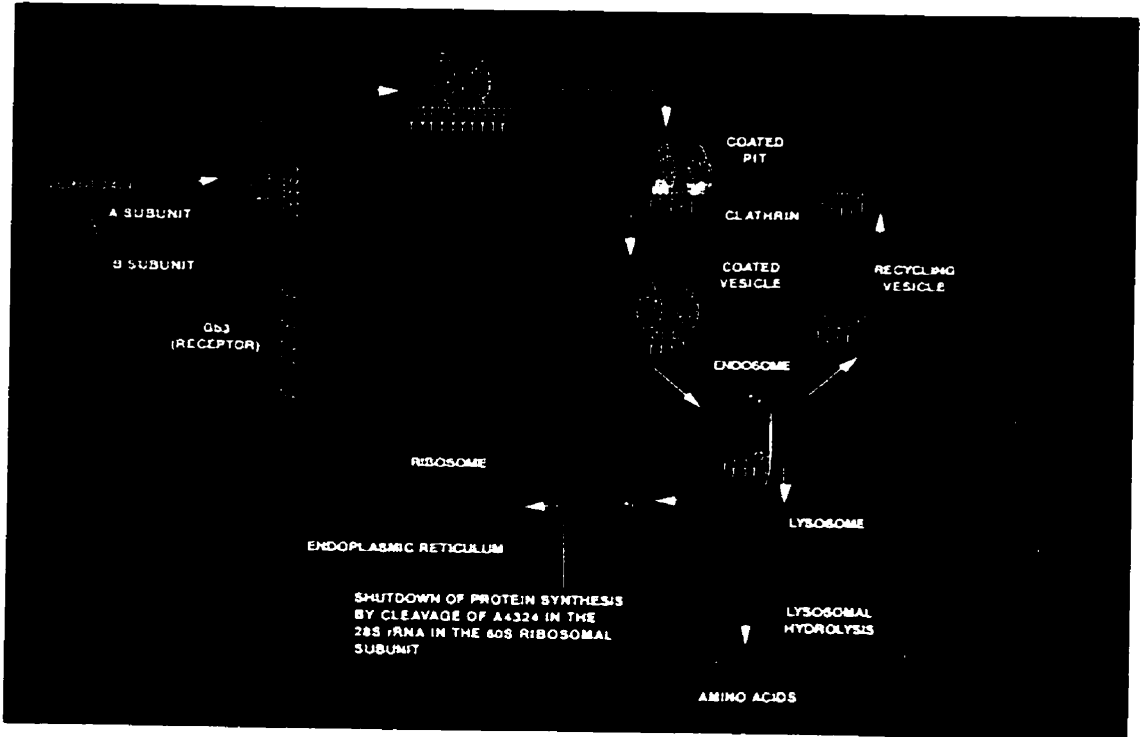 A SUBUNIT
B SUBUNIT
Gb3
(RECEPTOR)
COATED
PIT
CLATHRIN
COATED
VESICLE
RECYCLING
VESICLE
ENDOSOME
RIBOSOME
LYSOSOME
ENDOPLASMIC RETICULUM
SHUTDOWN OF PROTEIN SYNTHESIS
BY CLEAVAGE OF A4324 IN THE
28S rRNA IN THE 60S RIBOSOMAL
SUBUNIT
LYSOSOMAL
HYDROLYSIS
AMINO ACIDS